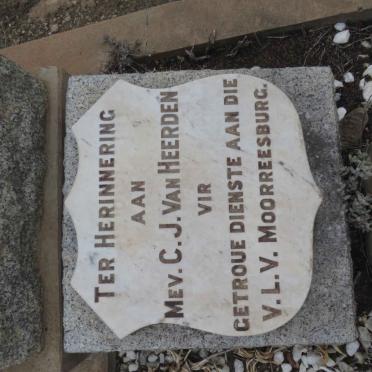 TER HERINNERING
AAN
MEV. C. J. VAN HEERDEN
VIR
GETROUE DIENSTE AAN DIE
V. L. V. MOORREESBURG.